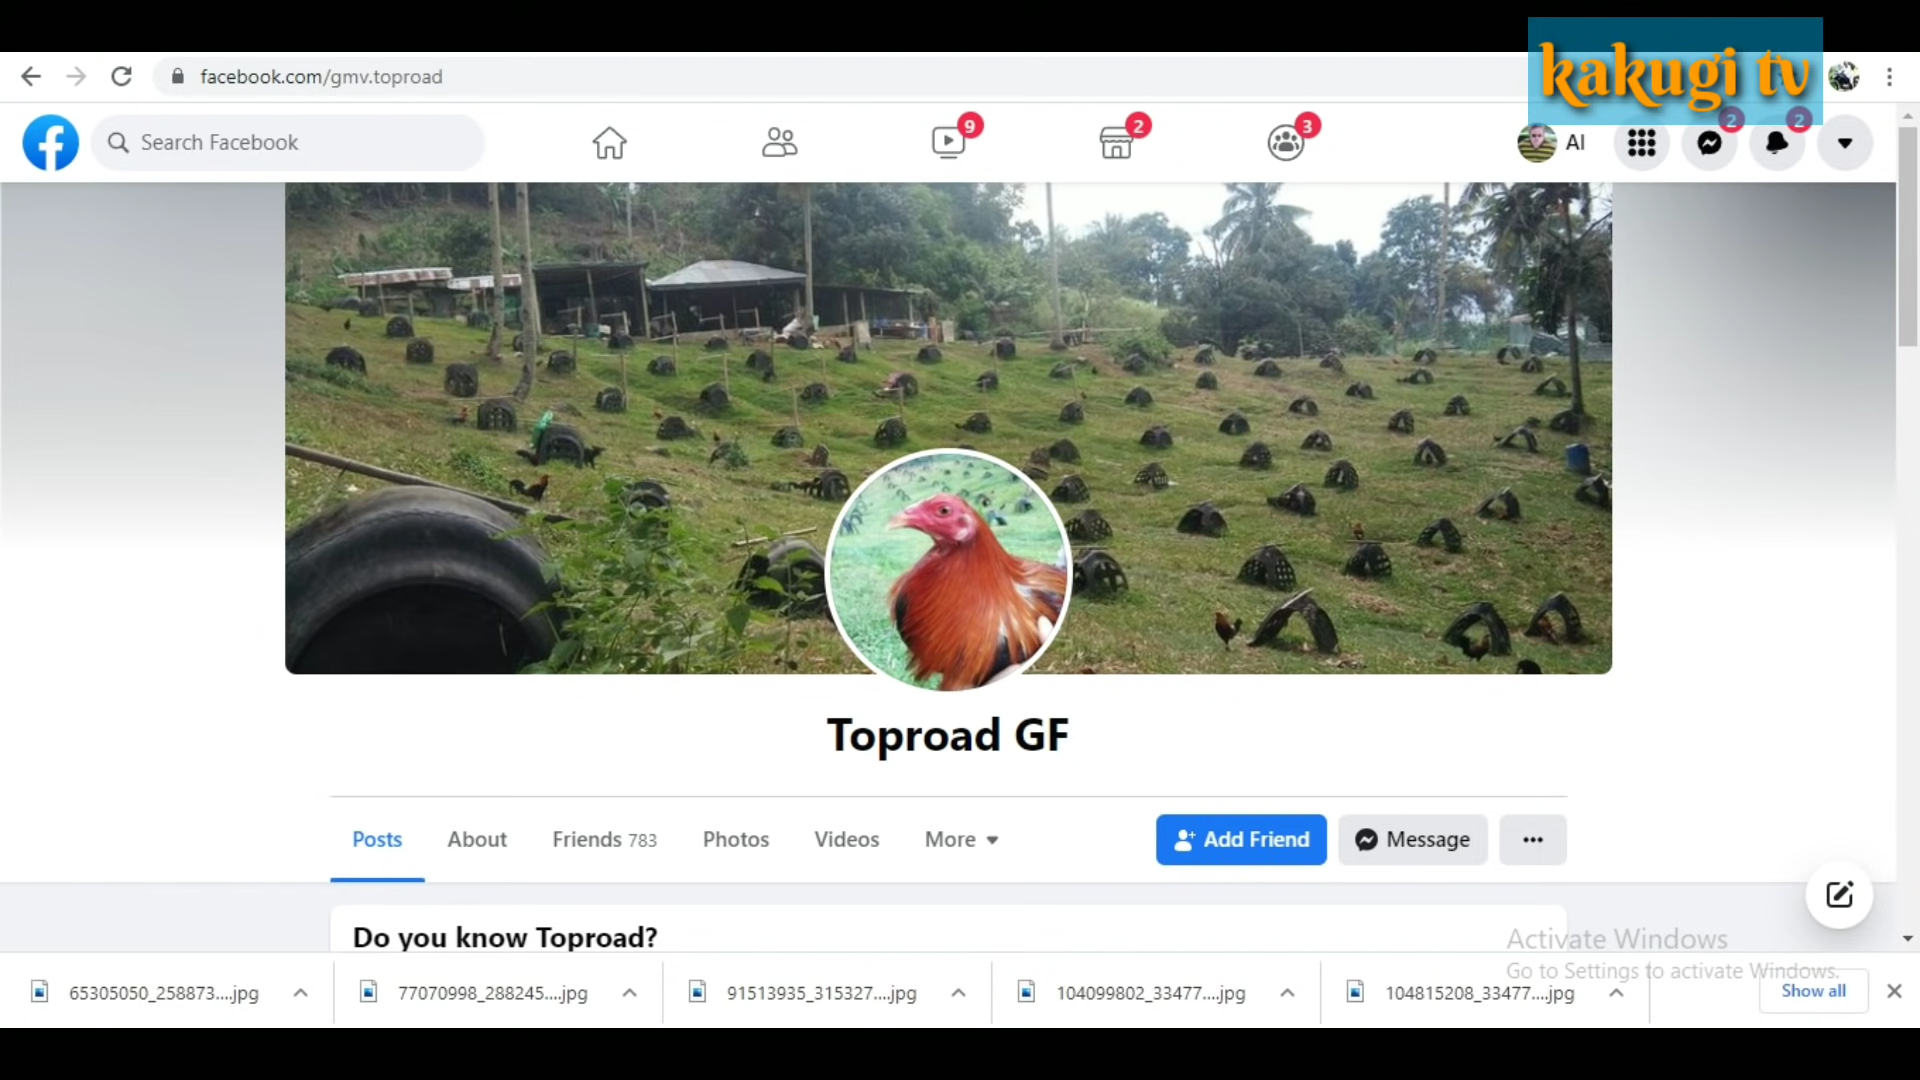 kakugi tv
facebook.com/gmv.toproad
Search Facebook
9
2
3
AI
2
2
Toproad GF
Posts
About
Friends 783
Photos
Videos
More
Add Friend
Message
Do you know Toproad?
Activate Windows
Go to Settings to activate Windows.
65305050_258873....jpg
77070998_288245....jpg
91513935_315327....jpg
104099802_33477....jpg
104815208_33477....jpg
Show all